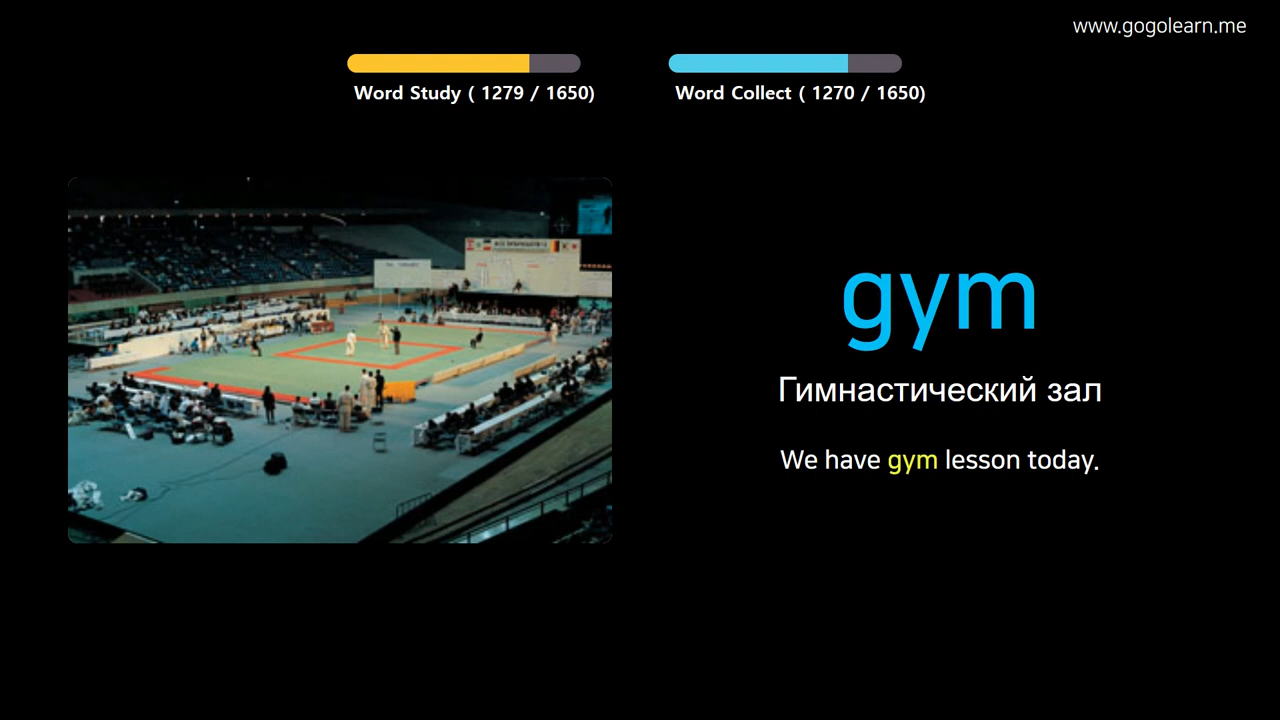 www.gogolearn.me
Word Study ( 1279 / 1650)
Word Collect ( 1270 / 1650)
gym
Гимнастический зал
We have gym lesson today.